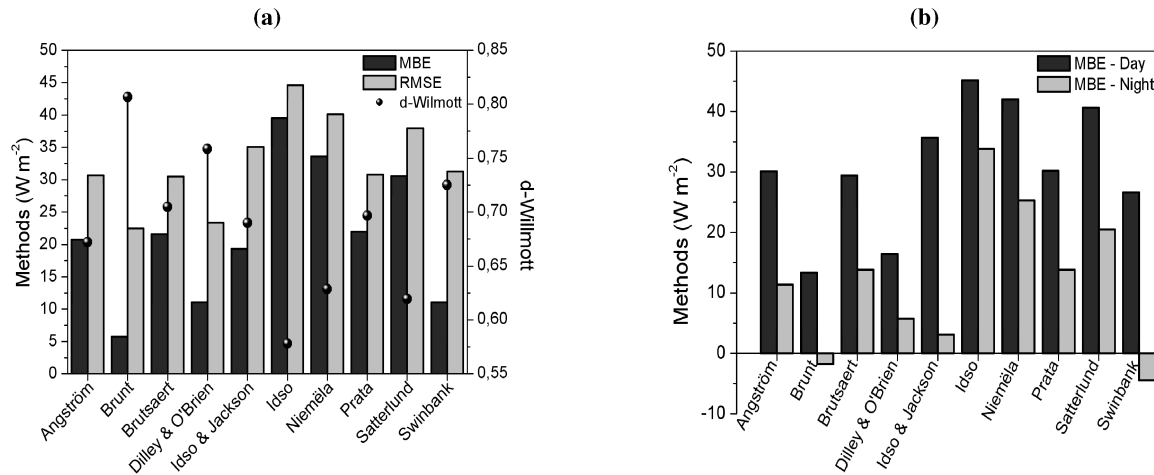 (a)
50
45
40
35
30
25
20
15
10
5
0
Methods (W m-2)
MBE
RMSE
d-Wilmott
0,85
0,80
0,75
0,70
0,65
0,60
0,55
d-Willmott
Angström
Brunt
Brutsaert
Dilley & O'Brien
Idso & Jackson
Idso
Niemëla
Prata
Satterlund
Swinbank
(b)
50
40
30
20
10
0
-10
Methods (W m-2)
MBE - Day
MBE - Night
Angström
Brunt
Brutsaert
Dilley & O'Brien
Idso & Jackson
Idso
Niemëla
Prata
Satterlund
Swinbank